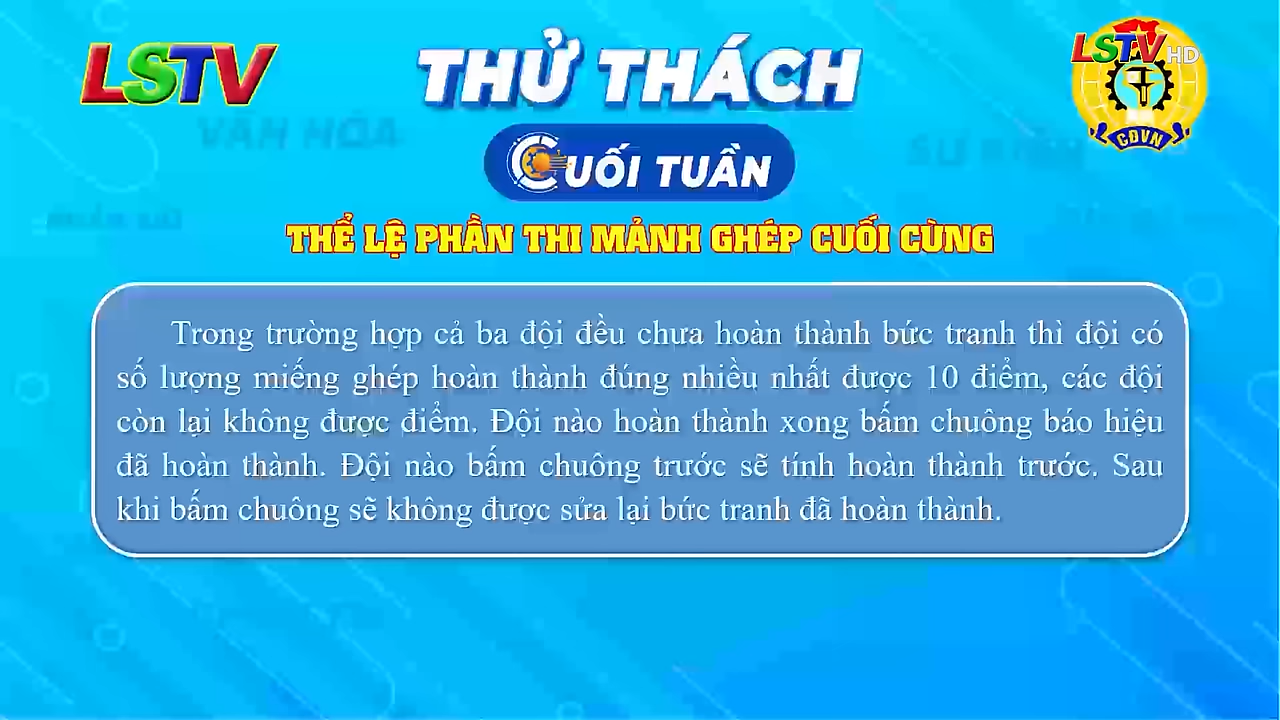 LSTV
THỬ THÁCH
LSTV HD
CĐVN
VĂN HÓA
CUỐI TUẦN
THỂ LỆ PHẦN THI MẢNH GHÉP CUỐI CÙNG
Trong trường hợp cả ba đội đều chưa hoàn thành bức tranh thì đội có
số lượng miếng ghép hoàn thành đúng nhiều nhất được 10 điểm, các đội
còn lại không được điểm. Đội nào hoàn thành xong bấm chuông báo hiệu
đã hoàn thành. Đội nào bấm chuông trước sẽ tính hoàn thành trước. Sau
khi bấm chuông sẽ không được sửa lại bức tranh đã hoàn thành.